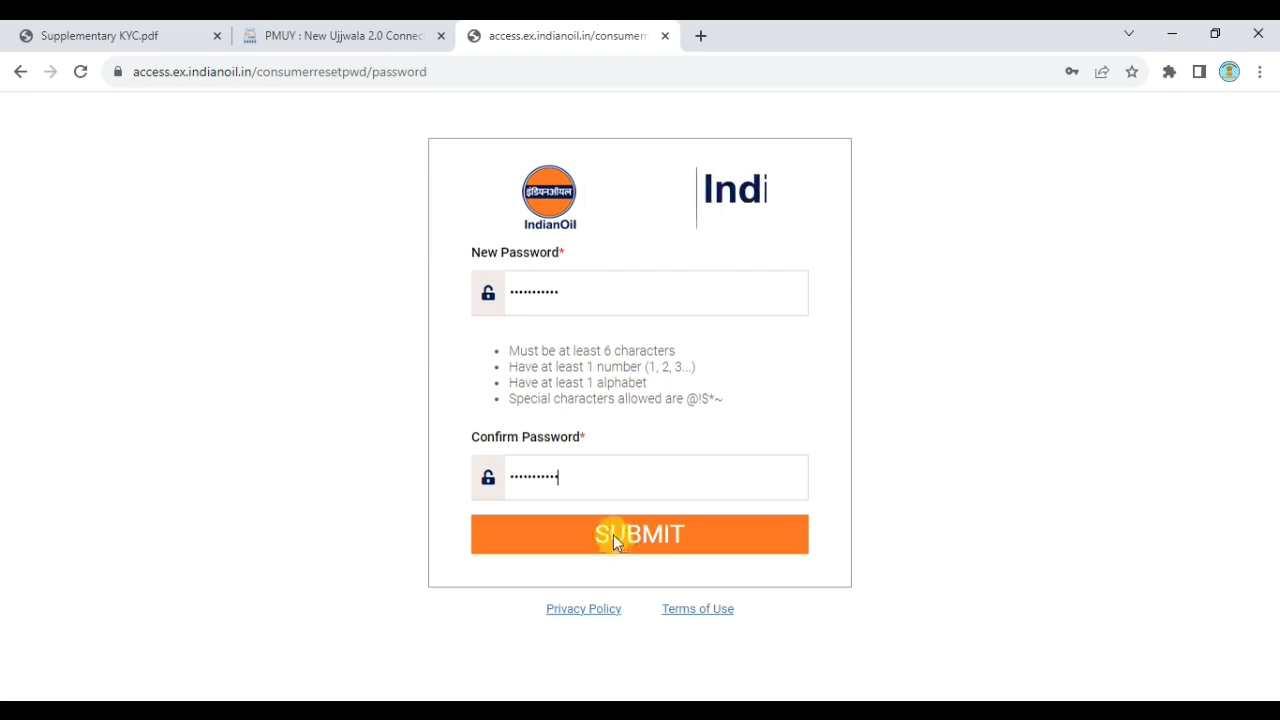 Supplementary KYC.pdf
PMUY : New Ujjwala 2.0 Connec
access.ex.indianoil.in/consumer
access.ex.indianoil.in/consumerresetpwd/password
इंडियनऑयल
IndianOil
Indi
New Password*
•••••••••••
Must be at least 6 characters
Have at least 1 number (1, 2, 3...)
Have at least 1 alphabet
Special characters allowed are @!$*~
Confirm Password*
•••••••••••
SUBMIT
Privacy Policy
Terms of Use